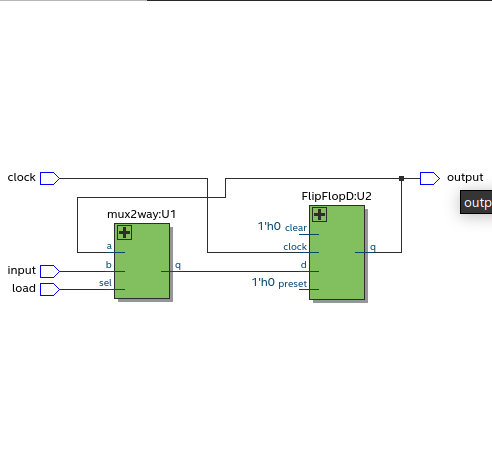 clock
output
FlipFlopD:U2
outp
mux2way:U1
1'h0 clear
a
clock
q
input
b
q
d
load
sel
1'h0 preset